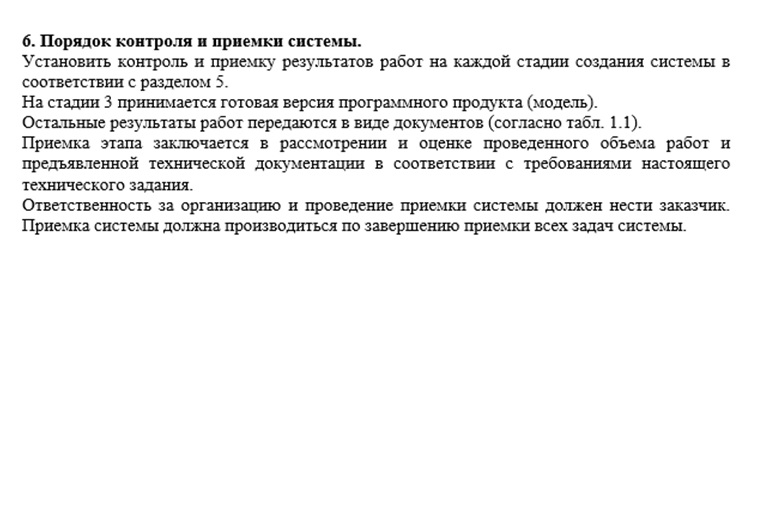 6. Порядок контроля и приемки системы.
Установить контроль и приемку результатов работ на каждой стадии создания системы в
соответствии с разделом 5.
На стадии 3 принимается готовая версия программного продукта (модель).
Остальные результаты работ передаются в виде документов (согласно табл. 1.1).
Приемка этапа заключается в рассмотрении и оценке проведенного объема работ и
предъявленной технической документации в соответствии с требованиями настоящего
технического задания.
Ответственность за организацию и проведение приемки системы должен нести заказчик.
Приемка системы должна производиться по завершению приемки всех задач системы.